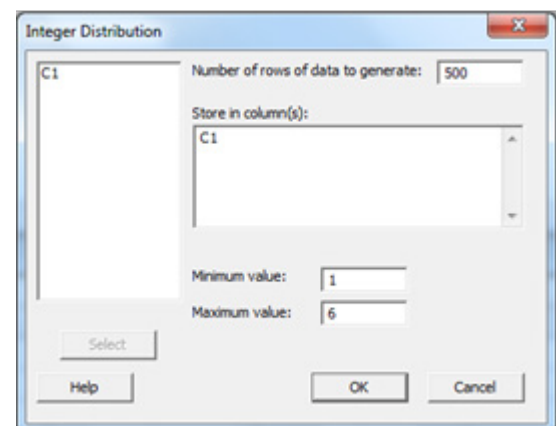 Integer Distribution
C1
Number of rows of data to generate: 500
Store in column(s):
C1
Minimum value: 1
Maximum value: 6
Select
Help
OK
Cancel